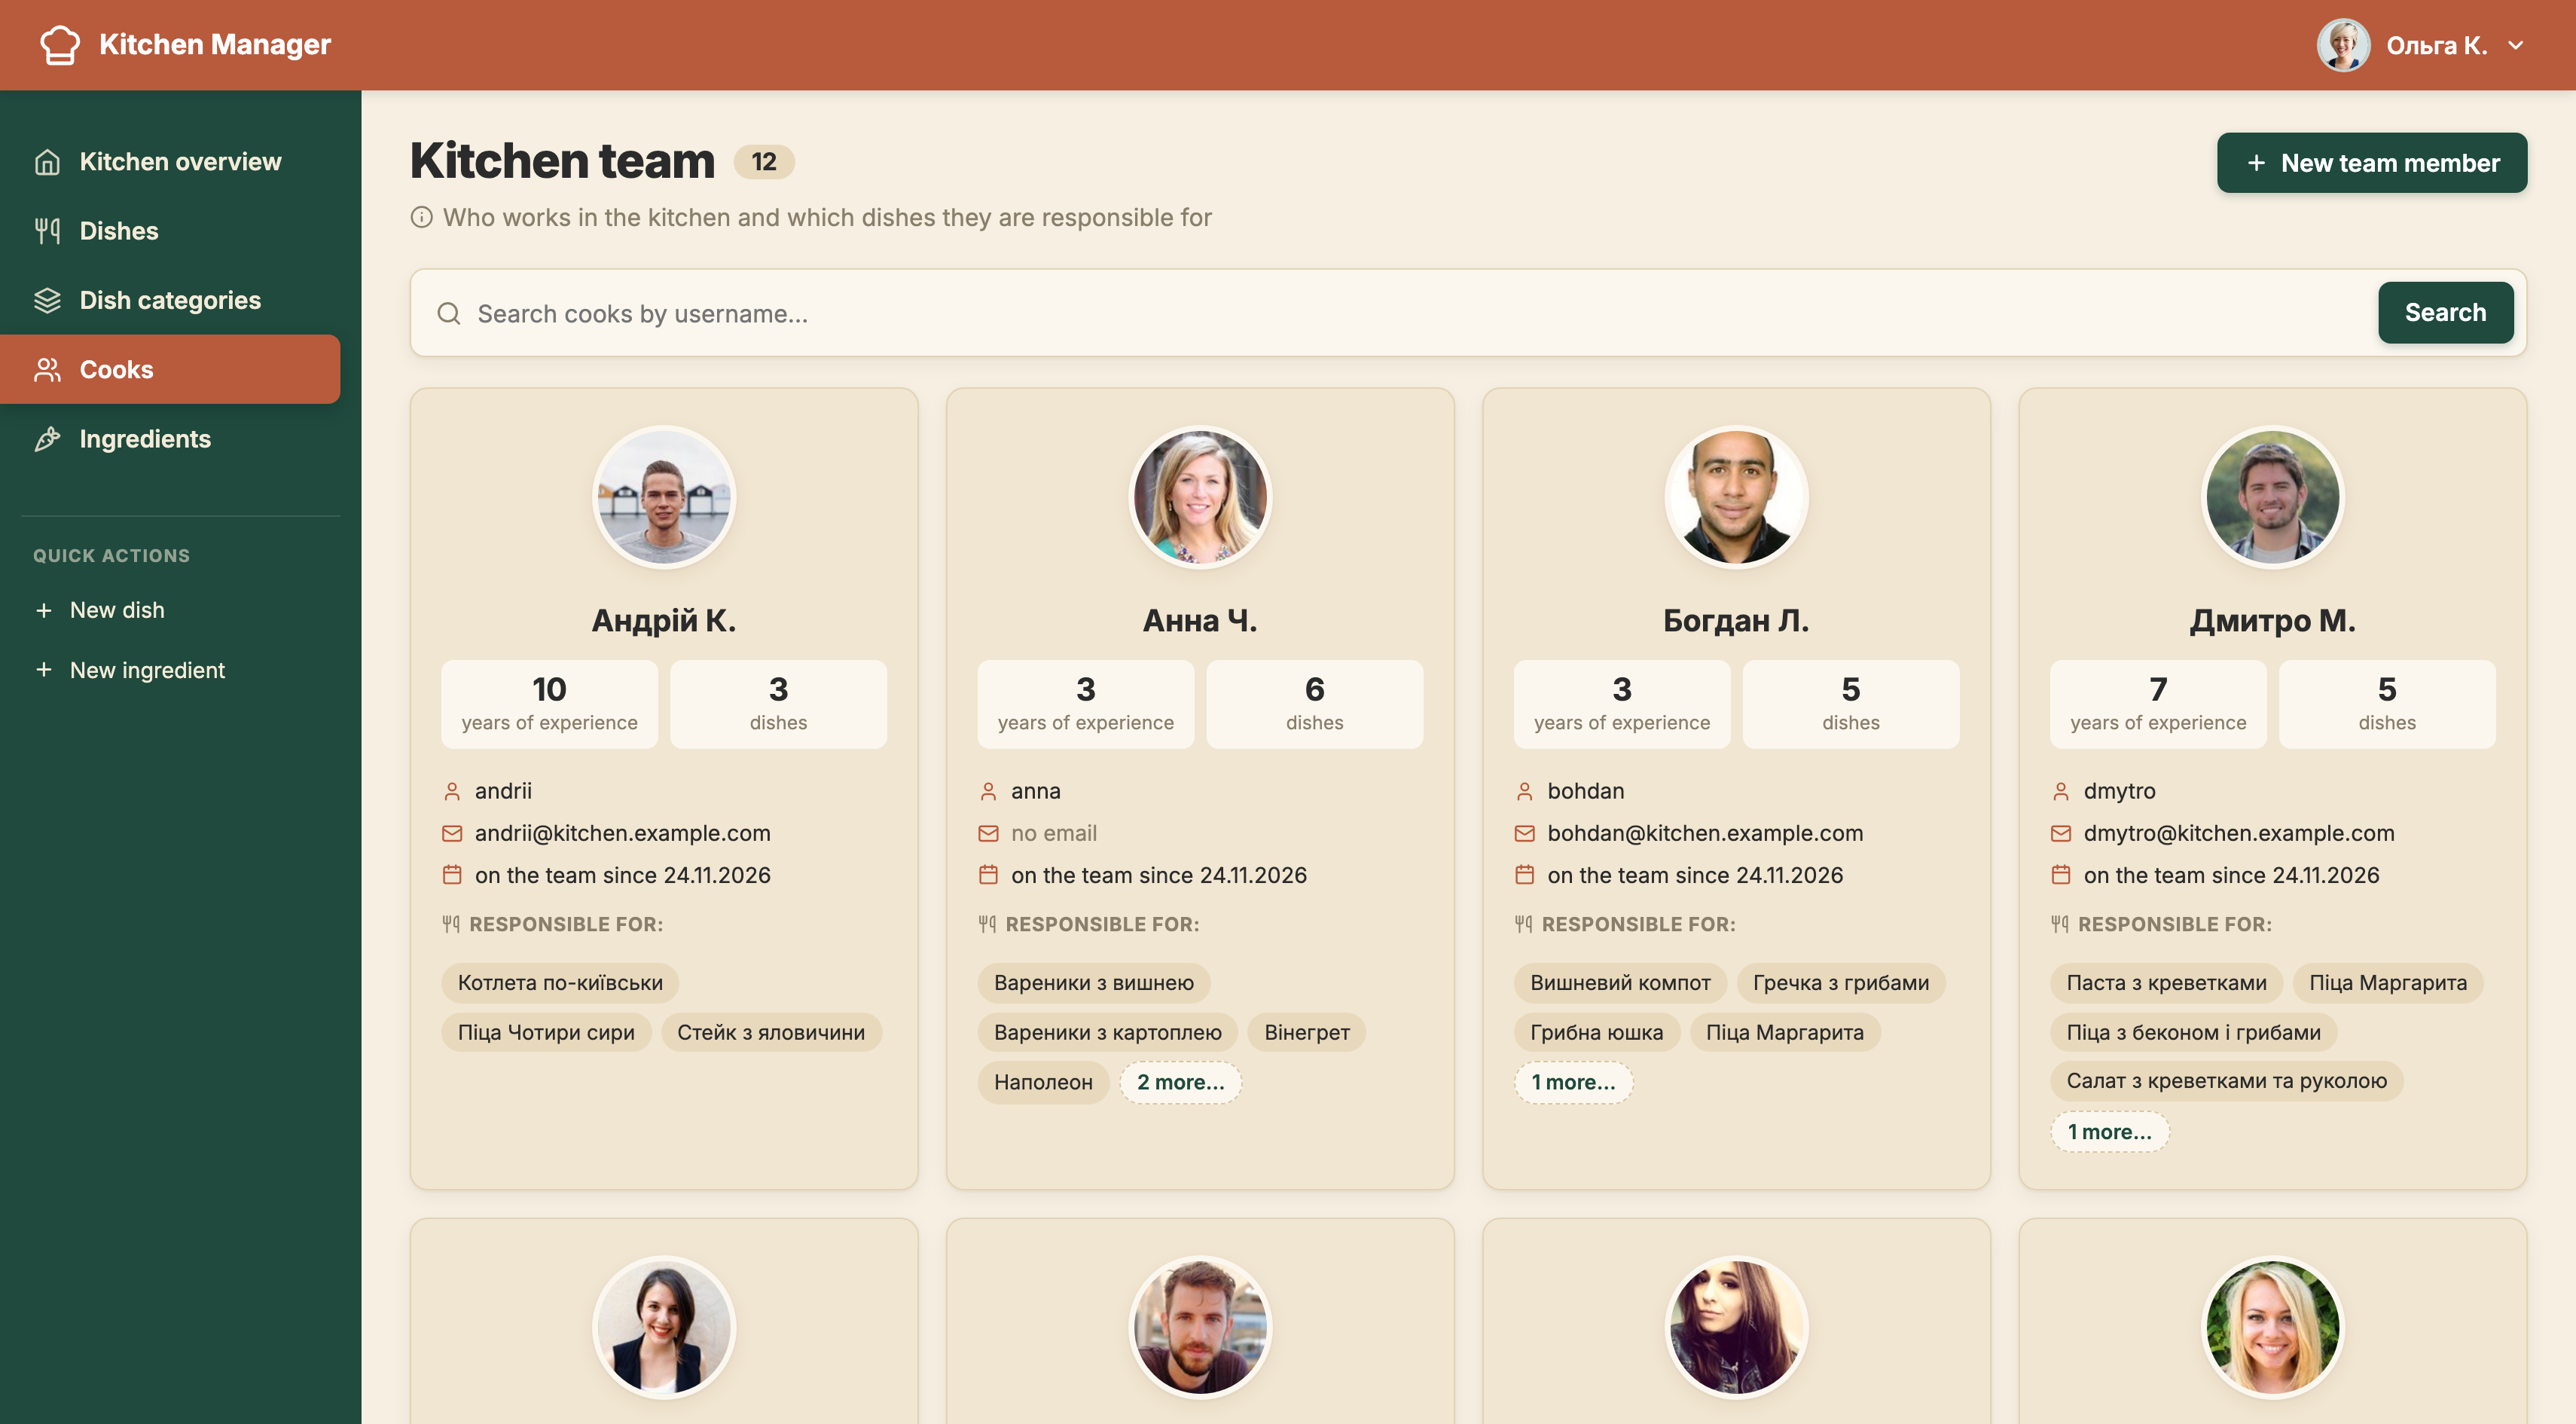 Kitchen Manager
Ольга К.
Kitchen overview
Dishes
Dish categories
Cooks
Ingredients
QUICK ACTIONS
+ New dish
+ New ingredient
Kitchen team 12
Who works in the kitchen and which dishes they are responsible for
+ New team member
Search cooks by username...
Search
Андрій К.
10
years of experience
3
dishes
andrii
andrii@kitchen.example.com
on the team since 24.11.2026
RESPONSIBLE FOR:
Котлета по-київськи
Піца Чотири сири
Стейк з яловичини
Анна Ч.
3
years of experience
6
dishes
anna
no email
on the team since 24.11.2026
RESPONSIBLE FOR:
Вареники з вишнею
Вареники з картоплею
Вінегрет
Наполеон
2 more...
Богдан Л.
3
years of experience
5
dishes
bohdan
bohdan@kitchen.example.com
on the team since 24.11.2026
RESPONSIBLE FOR:
Вишневий компот
Гречка з грибами
Грибна юшка
Піца Маргарита
1 more...
Дмитро М.
7
years of experience
5
dishes
dmytro
dmytro@kitchen.example.com
on the team since 24.11.2026
RESPONSIBLE FOR:
Паста з креветками
Піца Маргарита
Піца з беконом і грибами
Салат з креветками та руколою
1 more...